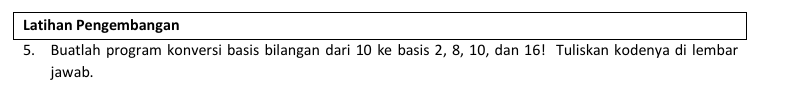 Latihan Pengembangan
5. Buatlah program konversi basis bilangan dari 10 ke basis 2, 8, 10, dan 16! Tuliskan kodenya di lembar
jawab.